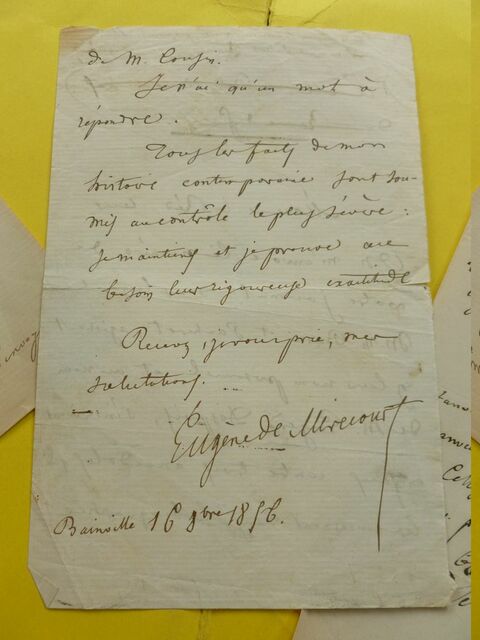 de M. Cousin.
Je n'ai qu'un mot à
répondre.
Tous les faits de mon
histoire contemporaine sont sou-
mis au contrôle le plus sévère :
je maintiens et je prouve au
besoin leur rigoureuse exactitude
Recevez, je vous prie, mes
salutations.
Eugène de Mirecourt
Bainville 16 9bre 1856.